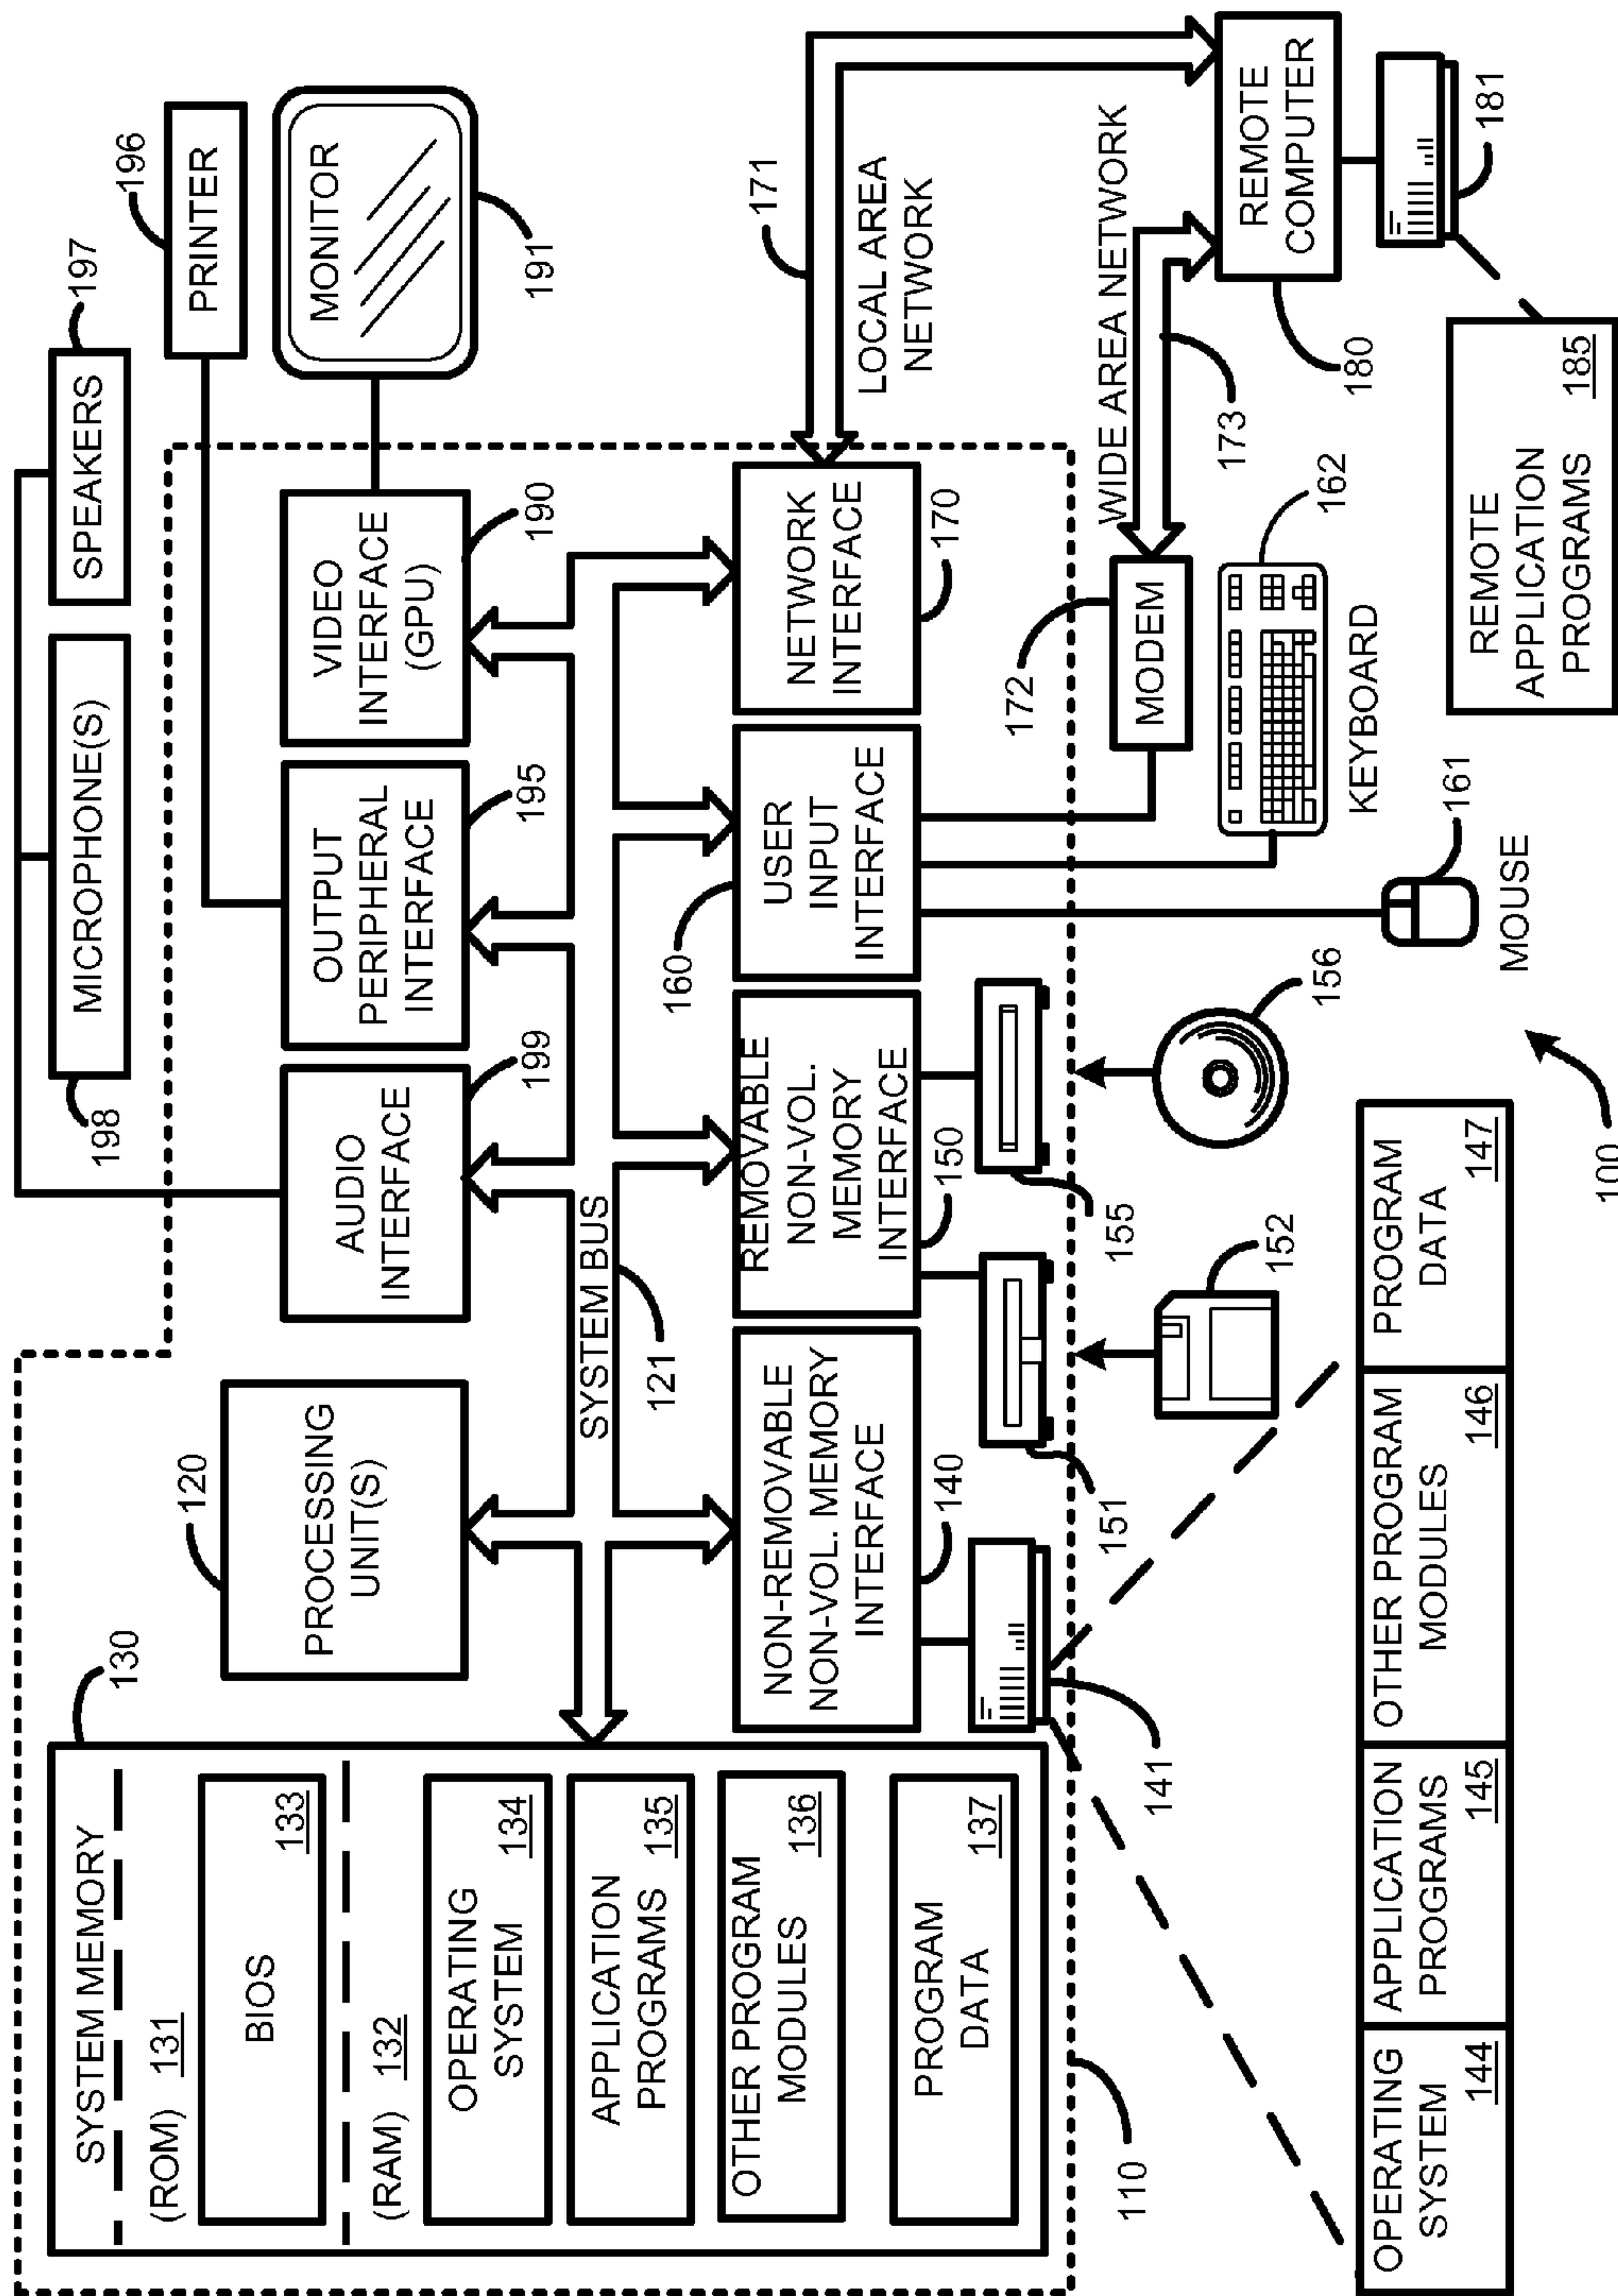 SYSTEM MEMORY
(ROM) 131
BIOS
133
(RAM) 132
OPERATING
SYSTEM
134
APPLICATION
PROGRAMS
135
OTHER PROGRAM
MODULES
136
PROGRAM
DATA
137
130
110
120
PROCESSING
UNIT(S)
198
MICROPHONE(S)
SPEAKERS
197
196
PRINTER
AUDIO
INTERFACE
199
OUTPUT
PERIPHERAL
INTERFACE
195
VIDEO
INTERFACE
(GPU)
190
MONITOR
191
SYSTEM BUS
121
NON-REMOVABLE
NON-VOL. MEMORY
INTERFACE
140
REMOVABLE
NON-VOL.
MEMORY
INTERFACE
150
160
USER
INPUT
INTERFACE
NETWORK
INTERFACE
170
171
LOCAL AREA
NETWORK
141
151
155
152
156
172
MODEM
WIDE AREA NETWORK
173
REMOTE
COMPUTER
180
181
162
KEYBOARD
161
MOUSE
REMOTE
APPLICATION
PROGRAMS
185
OPERATING
SYSTEM
144
APPLICATION
PROGRAMS
145
OTHER PROGRAM
MODULES
146
PROGRAM
DATA
147
100